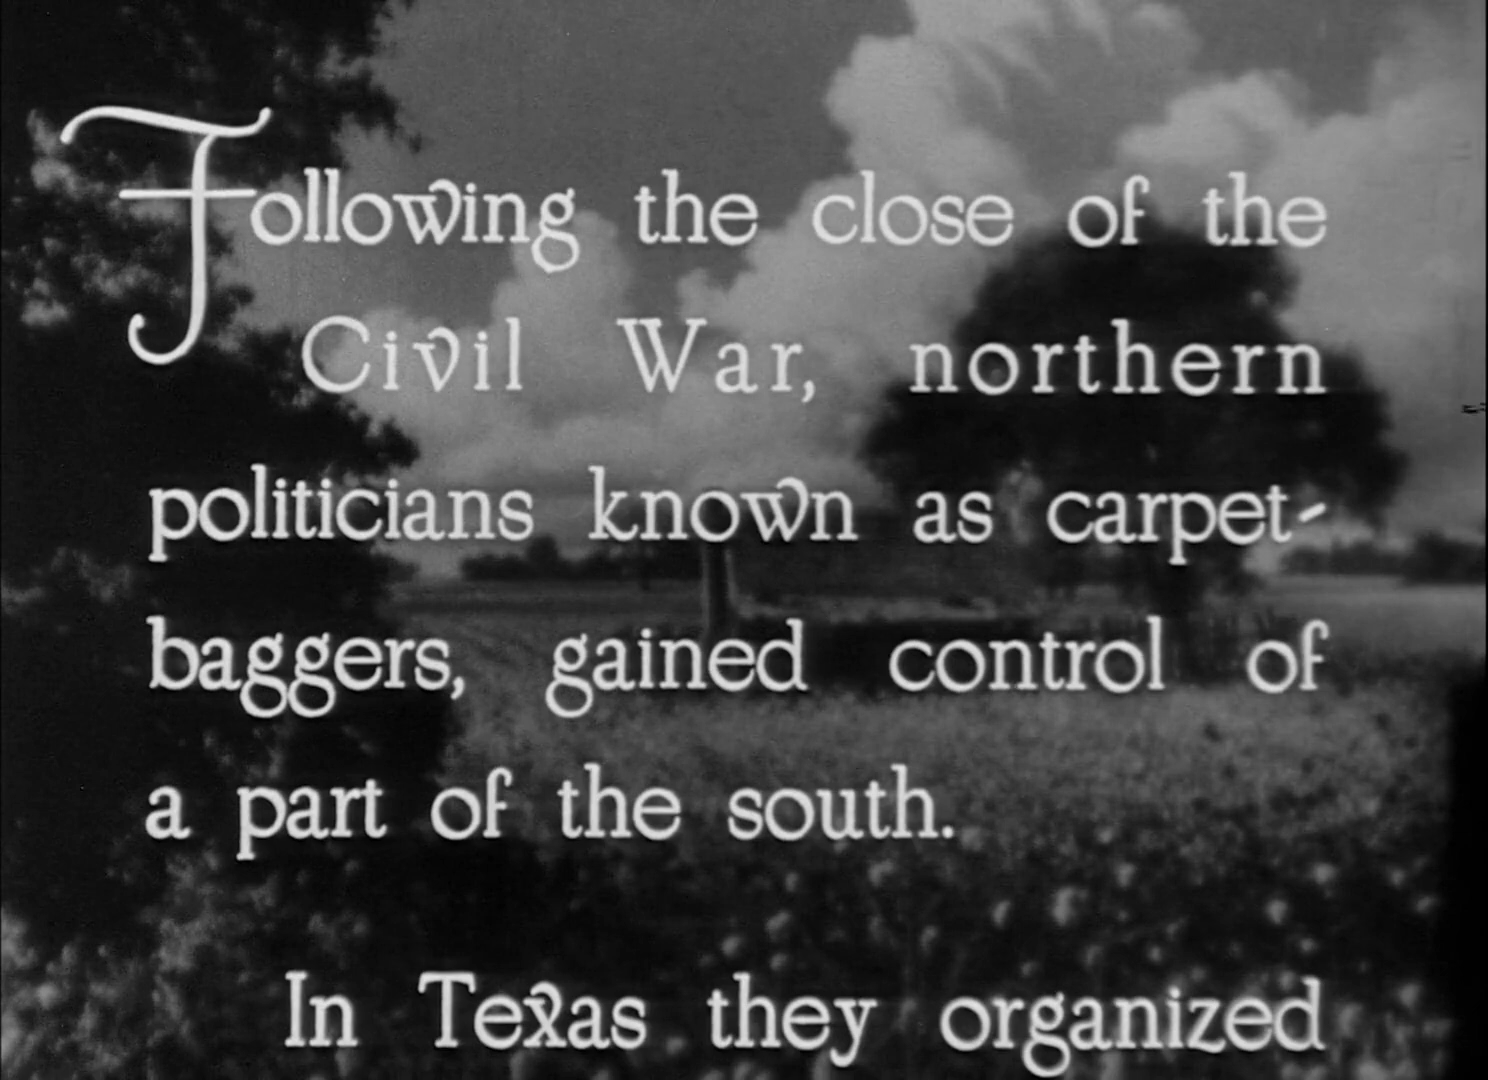 Following the close of the
Civil War, northern
politicians known as carpet-
baggers, gained control of
a part of the south.
In Texas they organized